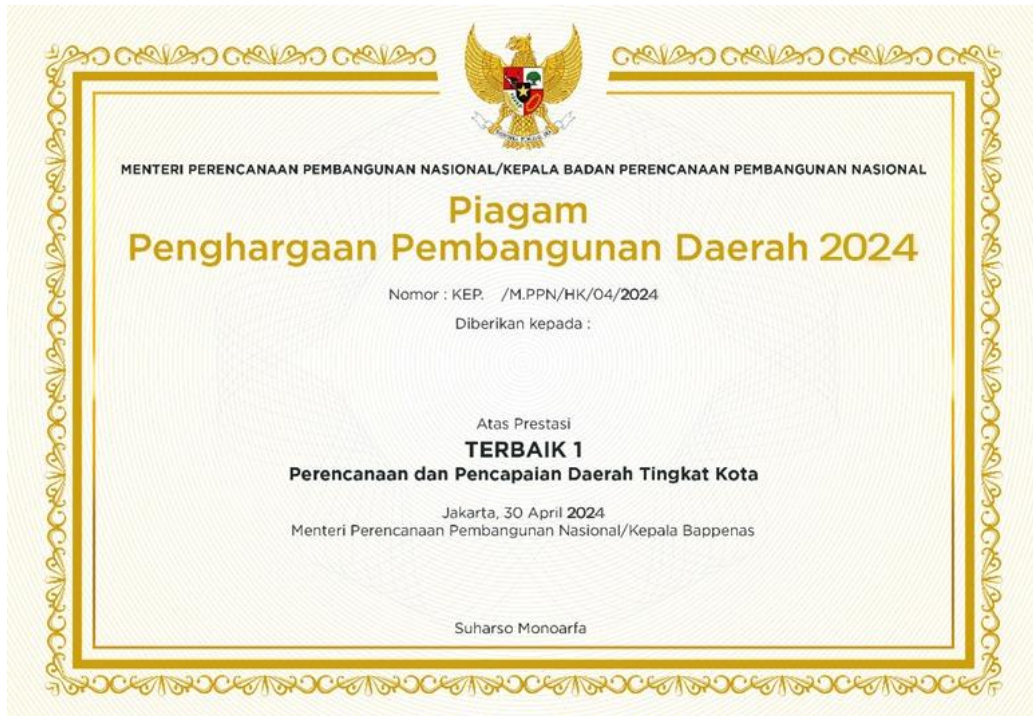 MENTERI PERENCANAAN PEMBANGUNAN NASIONAL/KEPALA BADAN PERENCANAAN PEMBANGUNAN NASIONAL
Piagam
Penghargaan Pembangunan Daerah 2024
Nomor : KEP. /M.PPN/HK/04/2024
Diberikan kepada :
Atas Prestasi
TERBAIK 1
Perencanaan dan Pencapaian Daerah Tingkat Kota
Jakarta, 30 April 2024
Menteri Perencanaan Pembangunan Nasional/Kepala Bappenas
Suharso Monoarfa